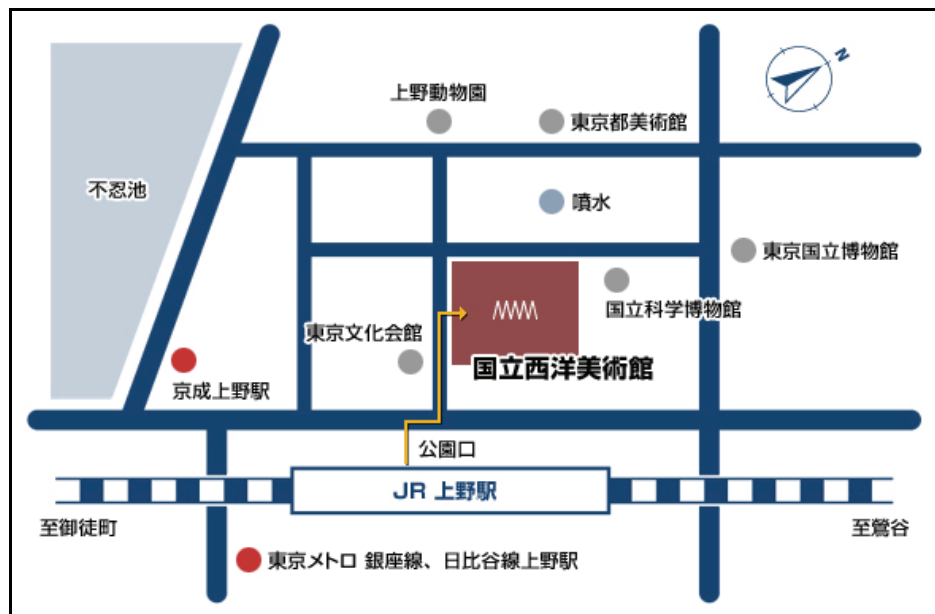 N
上野動物園
東京都美術館
不忍池
噴水
東京国立博物館
国立科学博物館
東京文化会館
国立西洋美術館
京成上野駅
公園口
JR 上野駅
至御徒町
至鶯谷
東京メトロ 銀座線、日比谷線上野駅